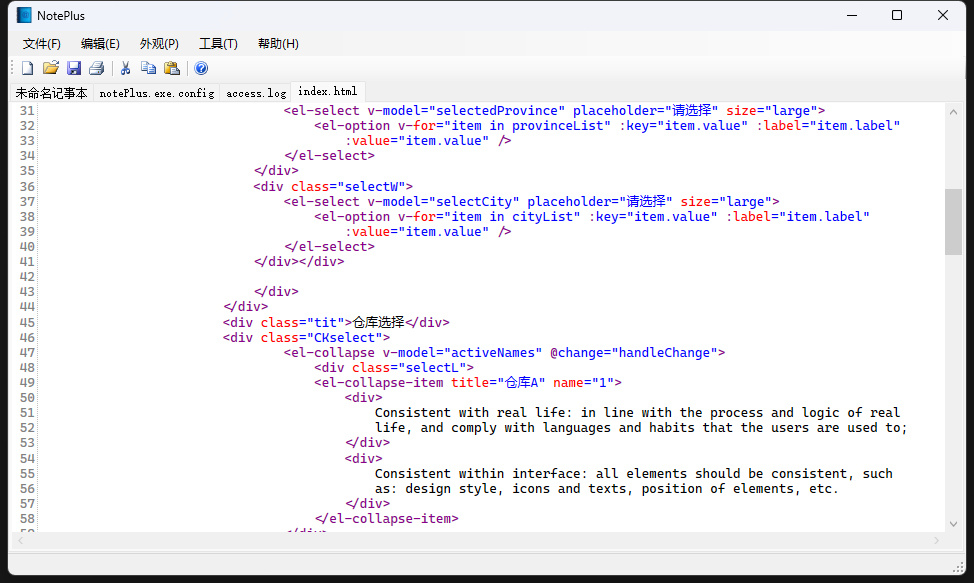 NotePlus
文件(F) 编辑(E) 外观(P) 工具(T) 帮助(H)
未命名记事本 notePlus.exe.config access.log index.html
31 <el-select v-model="selectedProvince" placeholder="请选择" size="large">
32 <el-option v-for="item in provinceList" :key="item.value" :label="item.label"
33 :value="item.value" />
34 </el-select>
35 </div>
36 <div class="selectW">
37 <el-select v-model="selectCity" placeholder="请选择" size="large">
38 <el-option v-for="item in cityList" :key="item.value" :label="item.label"
39 :value="item.value" />
40 </el-select>
41 </div></div>
42
43 </div>
44 </div>
45 <div class="tit">仓库选择</div>
46 <div class="CKselect">
47 <el-collapse v-model="activeNames" @change="handleChange">
48 <div class="selectL">
49 <el-collapse-item title="仓库A" name="1">
50 <div>
51 Consistent with real life: in line with the process and logic of real
52 life, and comply with languages and habits that the users are used to;
53 </div>
54 <div>
55 Consistent within interface: all elements should be consistent, such
56 as: design style, icons and texts, position of elements, etc.
57 </div>
58 </el-collapse-item>